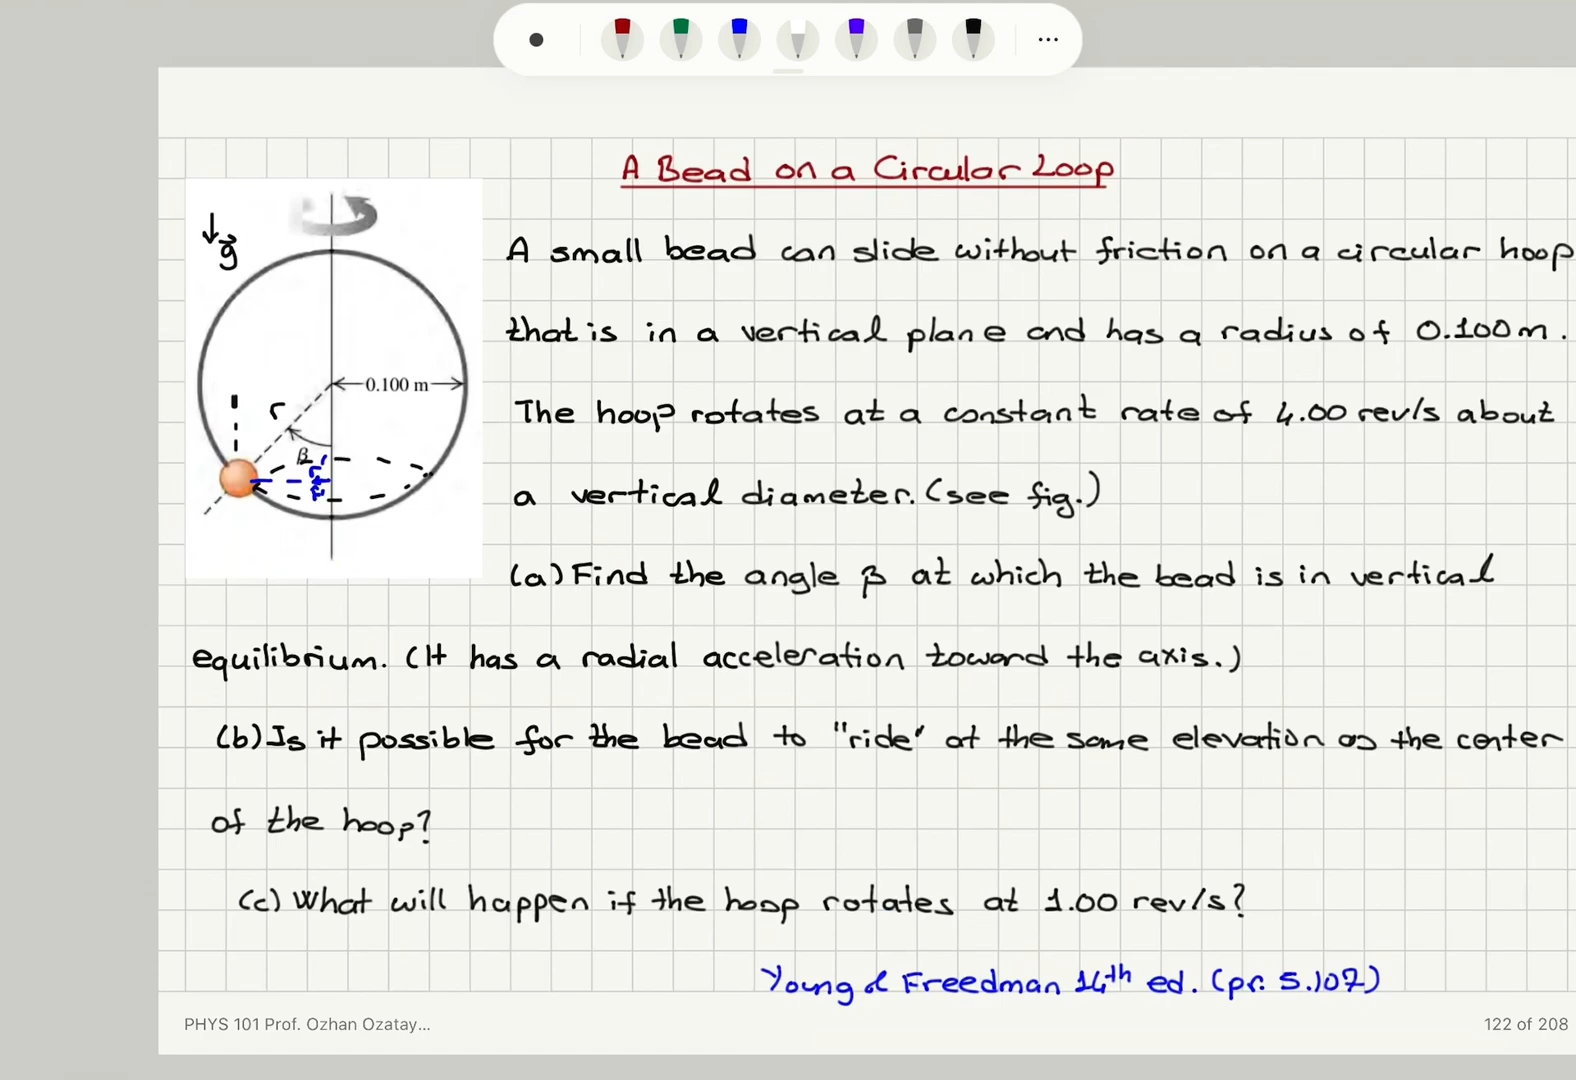 A Bead on a Circular Loop
g
A small bead can slide without friction on a circular hoop
that is in a vertical plane and has a radius of 0.100m.
0.100 m
r
The hoop rotates at a constant rate of 4.00 rev/s about
β
r'
a vertical diameter. (see fig.)
(a) Find the angle β at which the bead is in vertical
equilibrium. (It has a radial acceleration toward the axis.)
(b) Is it possible for the bead to "ride" at the same elevation as the center
of the hoop?
(c) What will happen if the hoop rotates at 1.00 rev/s?
Young & Freedman 14th ed. (pr. 5.107)
PHYS 101 Prof. Ozhan Ozatay...
122 of 208